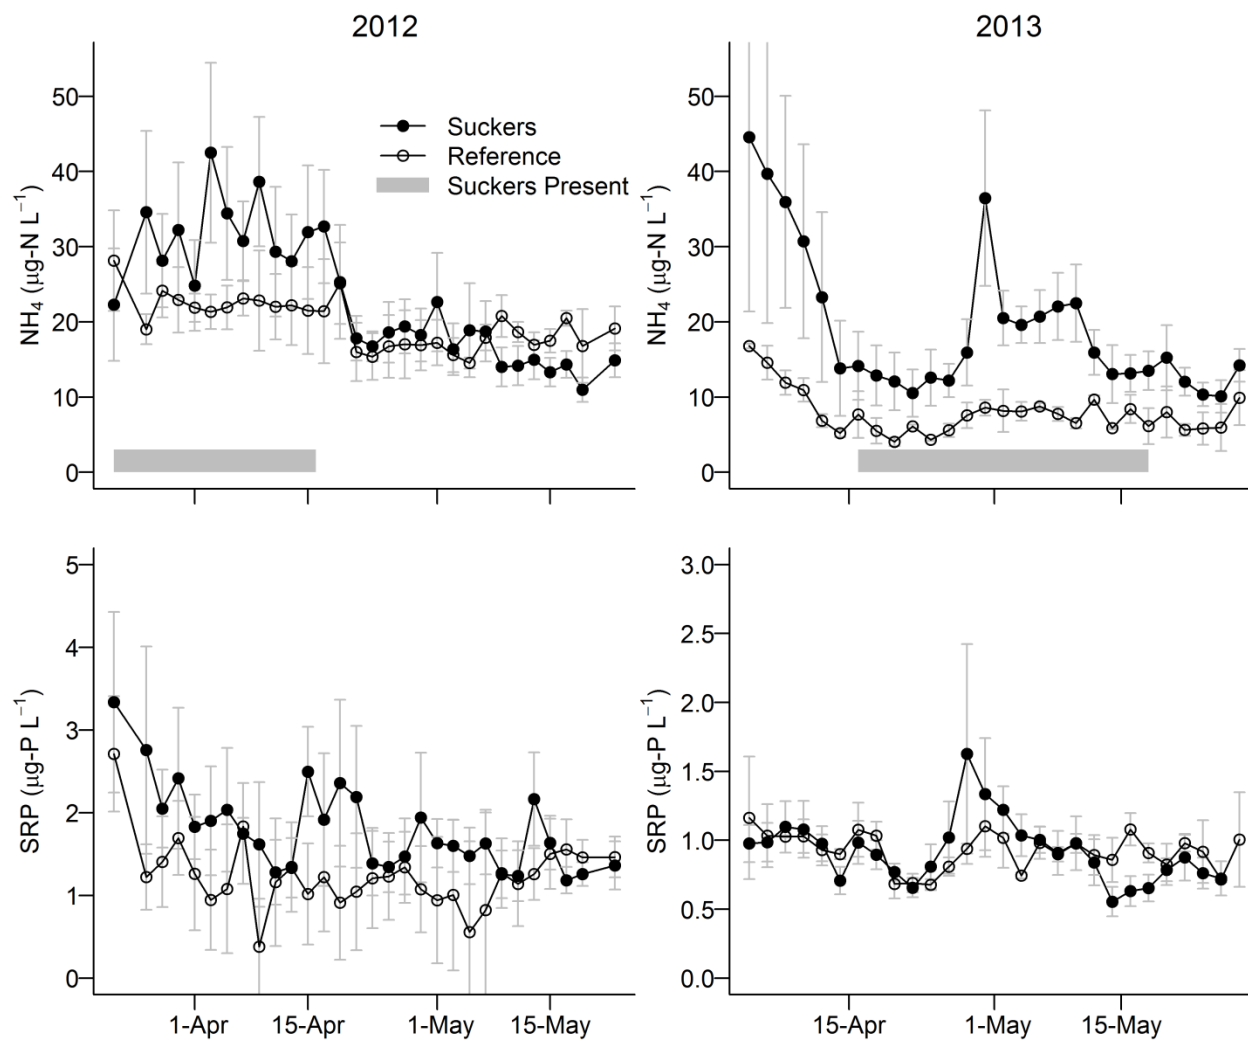 2012
2013
50
40
30
20
10
0
NH₄ (μg-N L⁻¹)
Suckers
Reference
Suckers Present
50
40
30
20
10
0
NH₄ (μg-N L⁻¹)
15-Apr
1-May
15-May
5
4
3
2
1
0
SRP (μg-P L⁻¹)
1-Apr
15-Apr
1-May
15-May
3.0
2.5
2.0
1.5
1.0
0.5
0.0
SRP (μg-P L⁻¹)